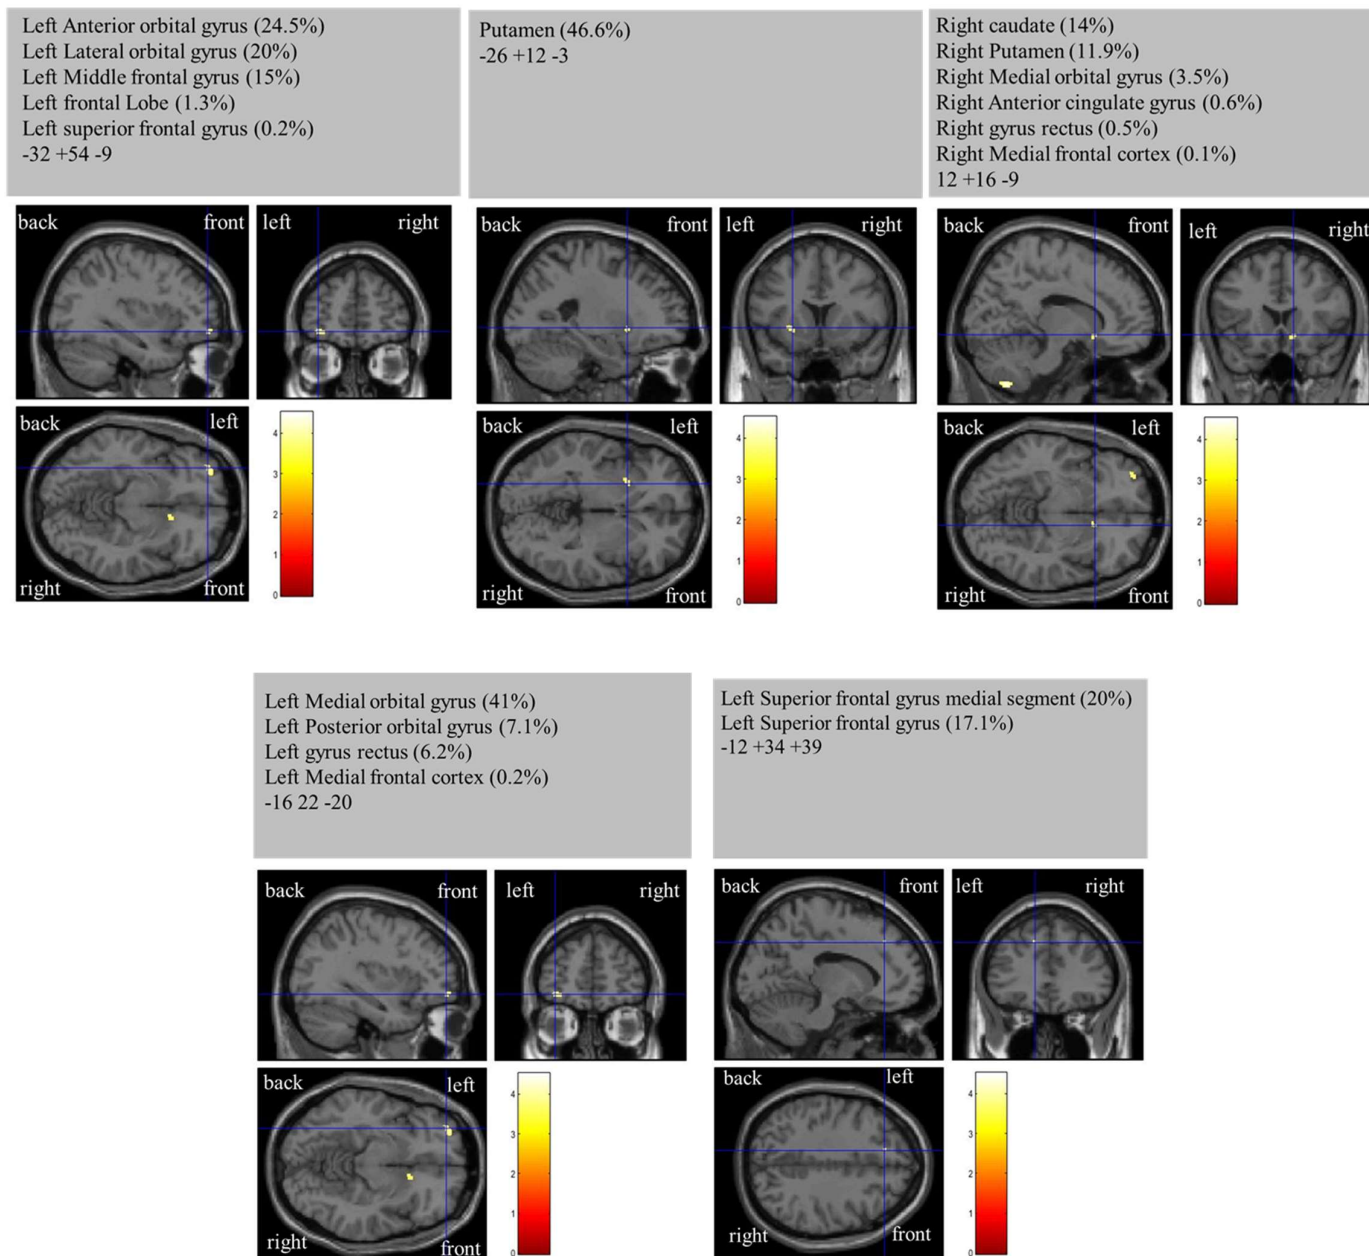 Left Anterior orbital gyrus (24.5%)
Left Lateral orbital gyrus (20%)
Left Middle frontal gyrus (15%)
Left frontal Lobe (1.3%)
Left superior frontal gyrus (0.2%)
-32 +54 -9
Putamen (46.6%)
-26 +12 -3
Right caudate (14%)
Right Putamen (11.9%)
Right Medial orbital gyrus (3.5%)
Right Anterior cingulate gyrus (0.6%)
Right gyrus rectus (0.5%)
Right Medial frontal cortex (0.1%)
12 +16 -9
back front left right
back left
right front
4
3
2
1
0
back front left right
back left
right front
4
3
2
1
0
back front left right
back left
Right front
4
3
2
1
0
Left Medial orbital gyrus (41%)
Left Posterior orbital gyrus (7.1%)
Left gyrus rectus (6.2%)
Left Medial frontal cortex (0.2%)
-16 22 -20
Left Superior frontal gyrus medial segment (20%)
Left Superior frontal gyrus (17.1%)
-12 +34 +39
back front left right
back left
right front
4
3
2
1
0
back front left right
back left
right front
4
3
2
1
0